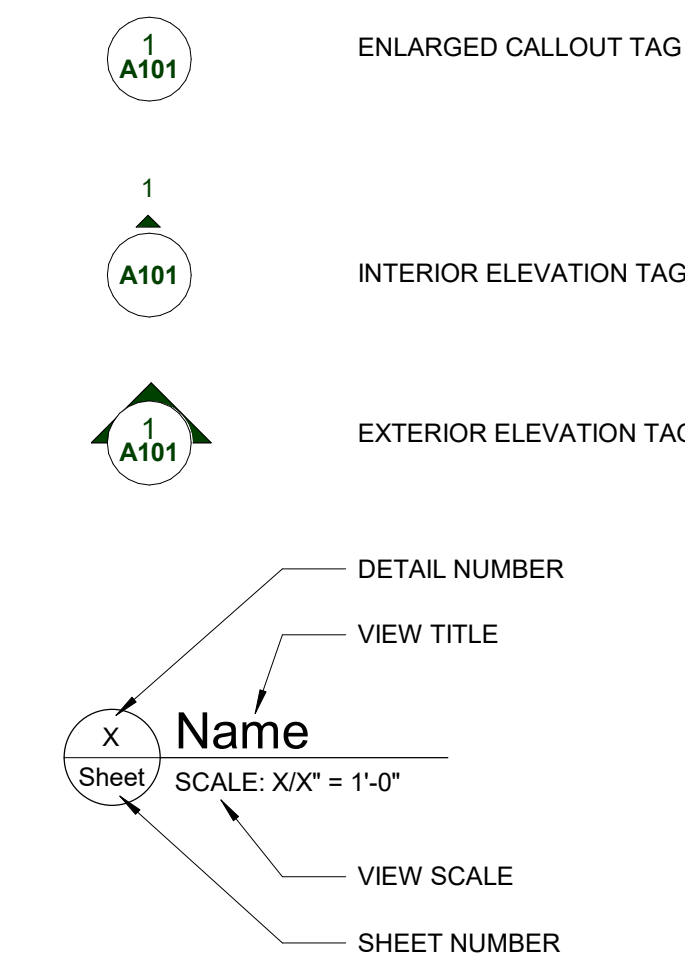 1
A101
ENLARGED CALLOUT TAG
1
A101
INTERIOR ELEVATION TAG
1
A101
EXTERIOR ELEVATION TAG
DETAIL NUMBER
VIEW TITLE
X
Name
Sheet
SCALE: X/X" = 1'-0"
VIEW SCALE
SHEET NUMBER